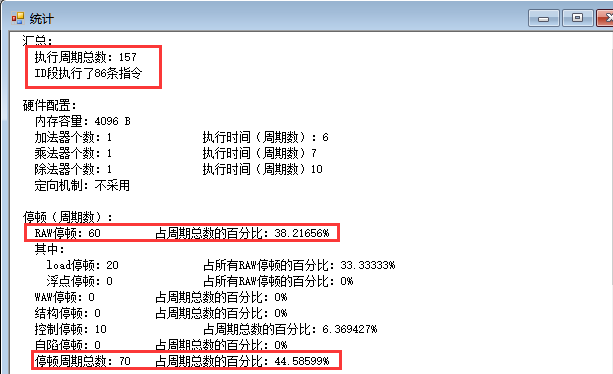 统计
汇总:
执行周期总数: 157
ID段执行了86条指令
硬件配置:
内存容量: 4096 B
加法器个数: 1 执行时间（周期数）: 6
乘法器个数: 1 执行时间（周期数）7
除法器个数: 1 执行时间（周期数）10
定向机制: 不采用
停顿（周期数）:
RAW停顿: 60 占周期总数的百分比: 38.21656%
其中:
load停顿: 20 占所有RAW停顿的百分比: 33.33333%
浮点停顿: 0 占所有RAW停顿的百分比: 0%
WAW停顿: 0 占周期总数的百分比: 0%
结构停顿: 0 占周期总数的百分比: 0%
控制停顿: 10 占周期总数的百分比: 6.369427%
自陷停顿: 0 占周期总数的百分比: 0%
停顿周期总数: 70 占周期总数的百分比: 44.58599%